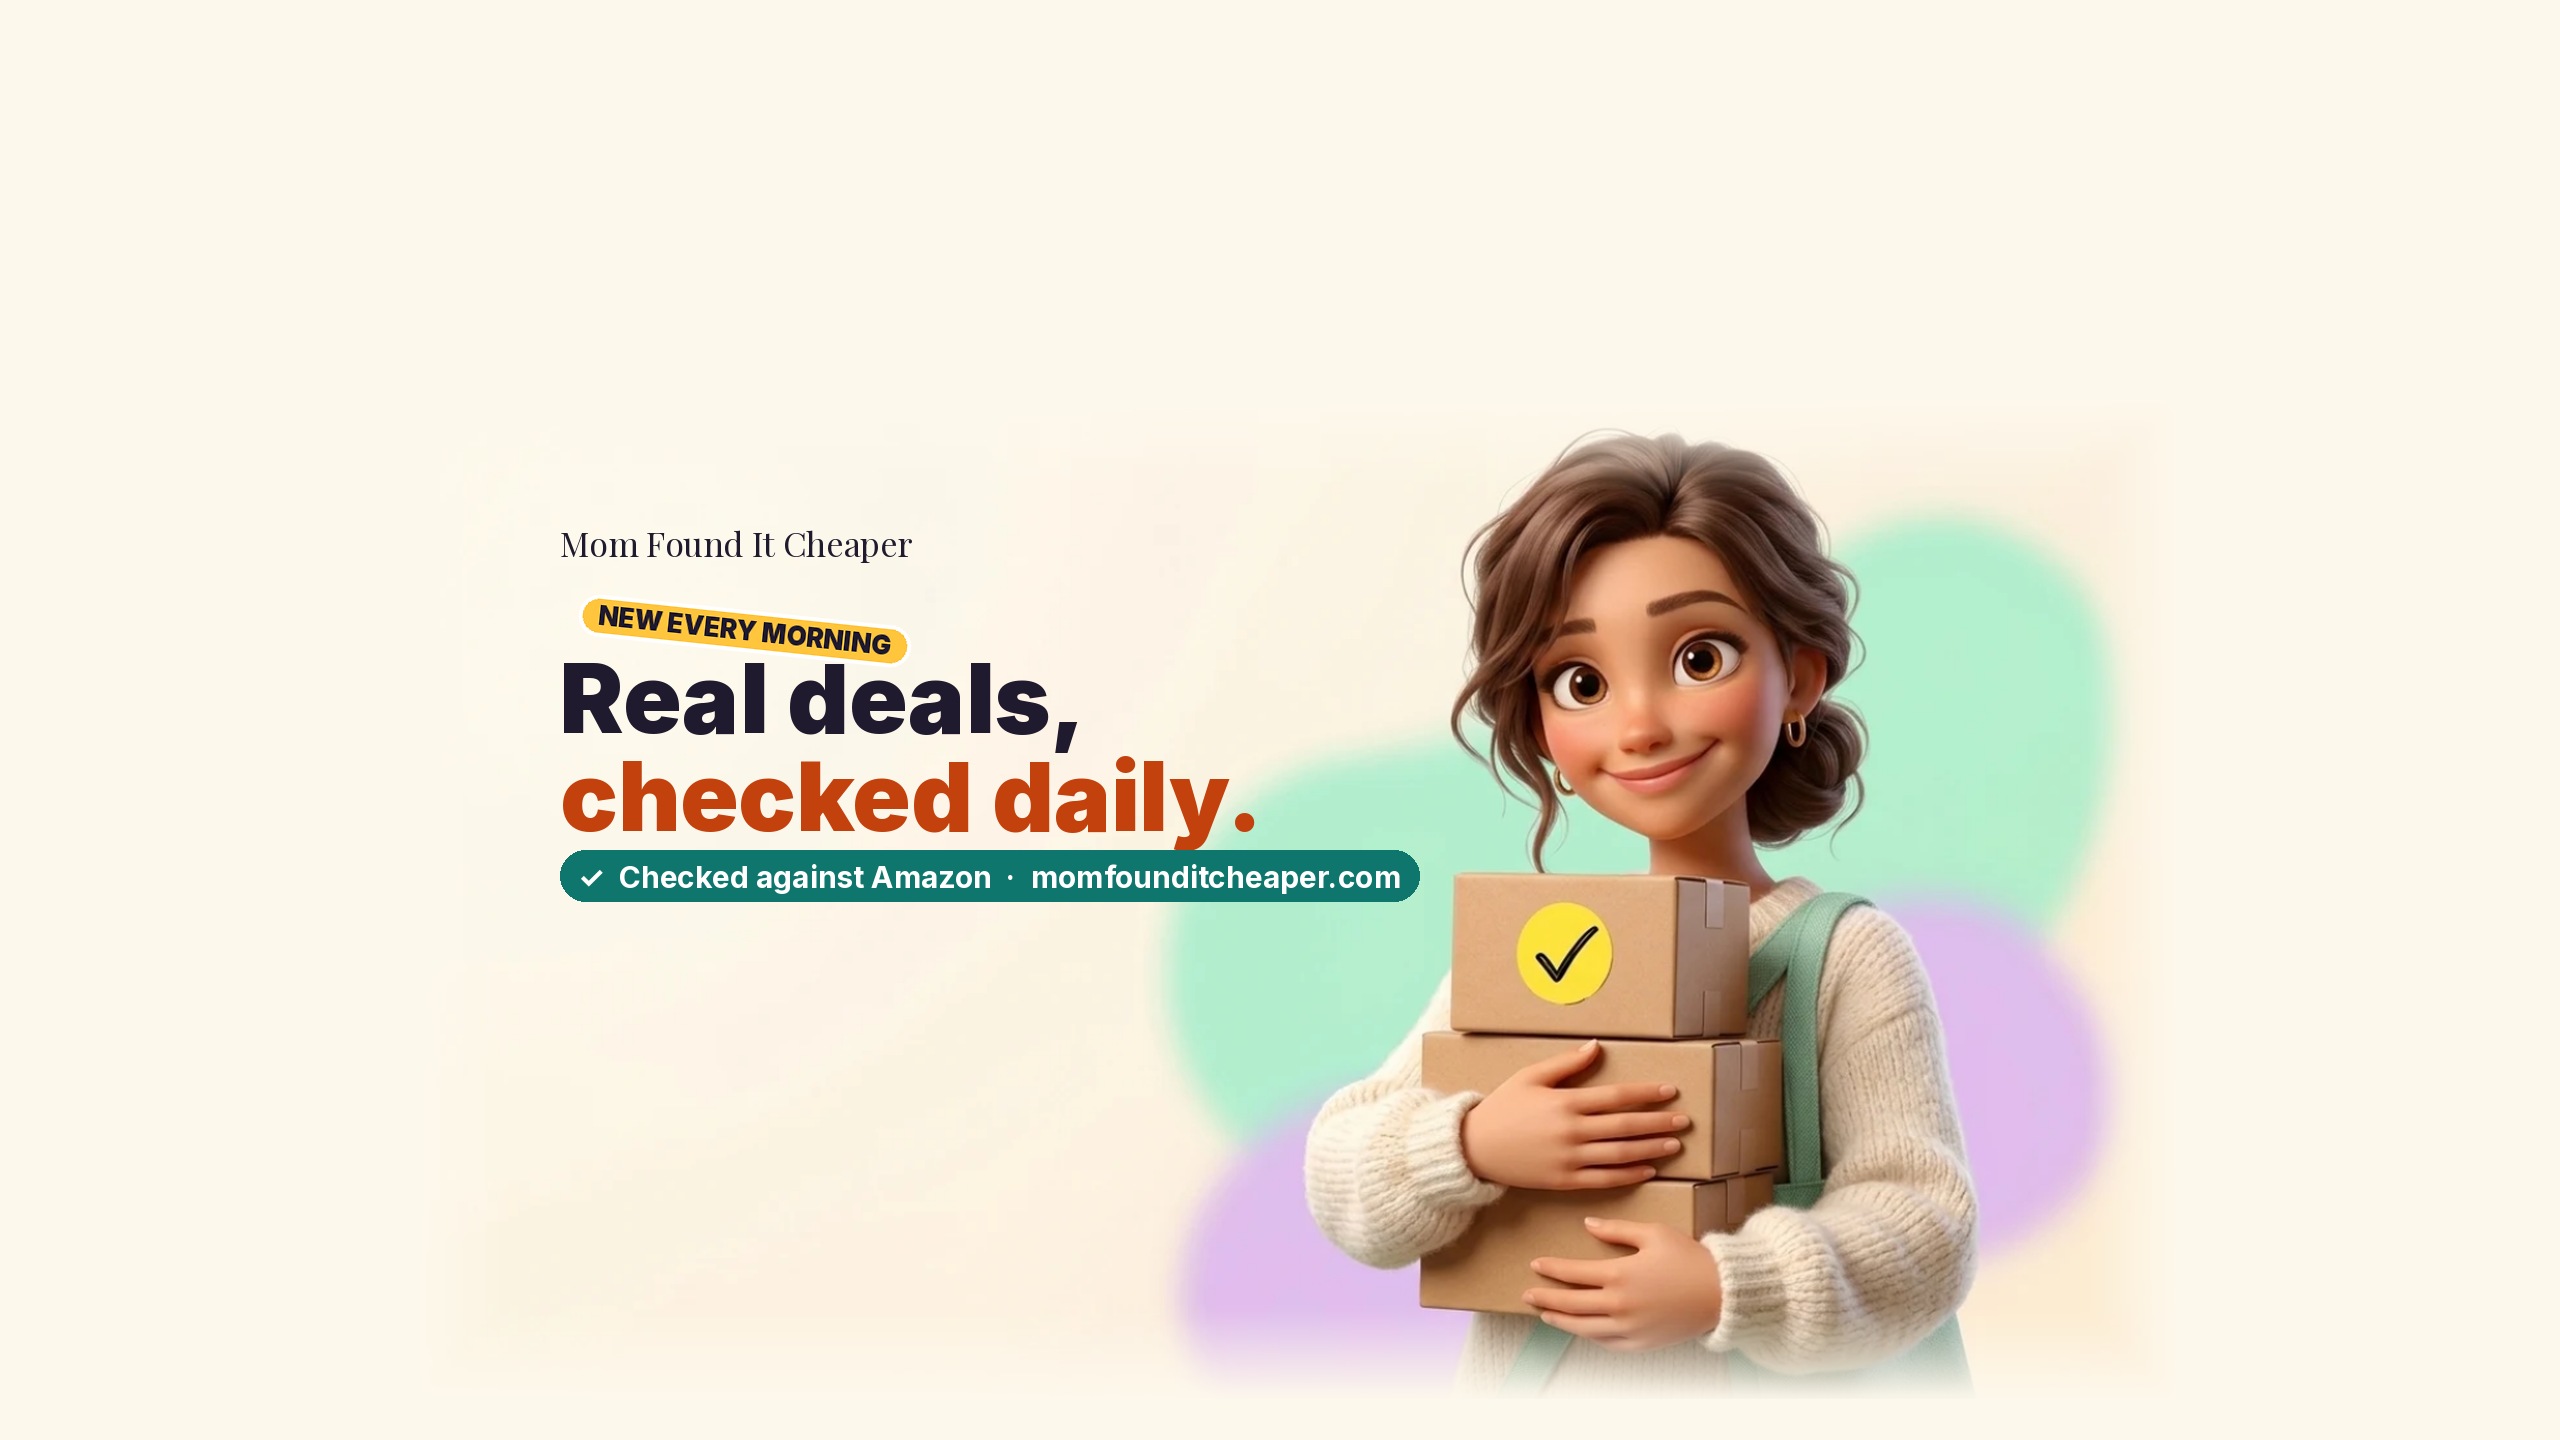 Mom Found It Cheaper
NEW EVERY MORNING
Real deals,
checked daily.
✓ Checked against Amazon · momfounditcheaper.com